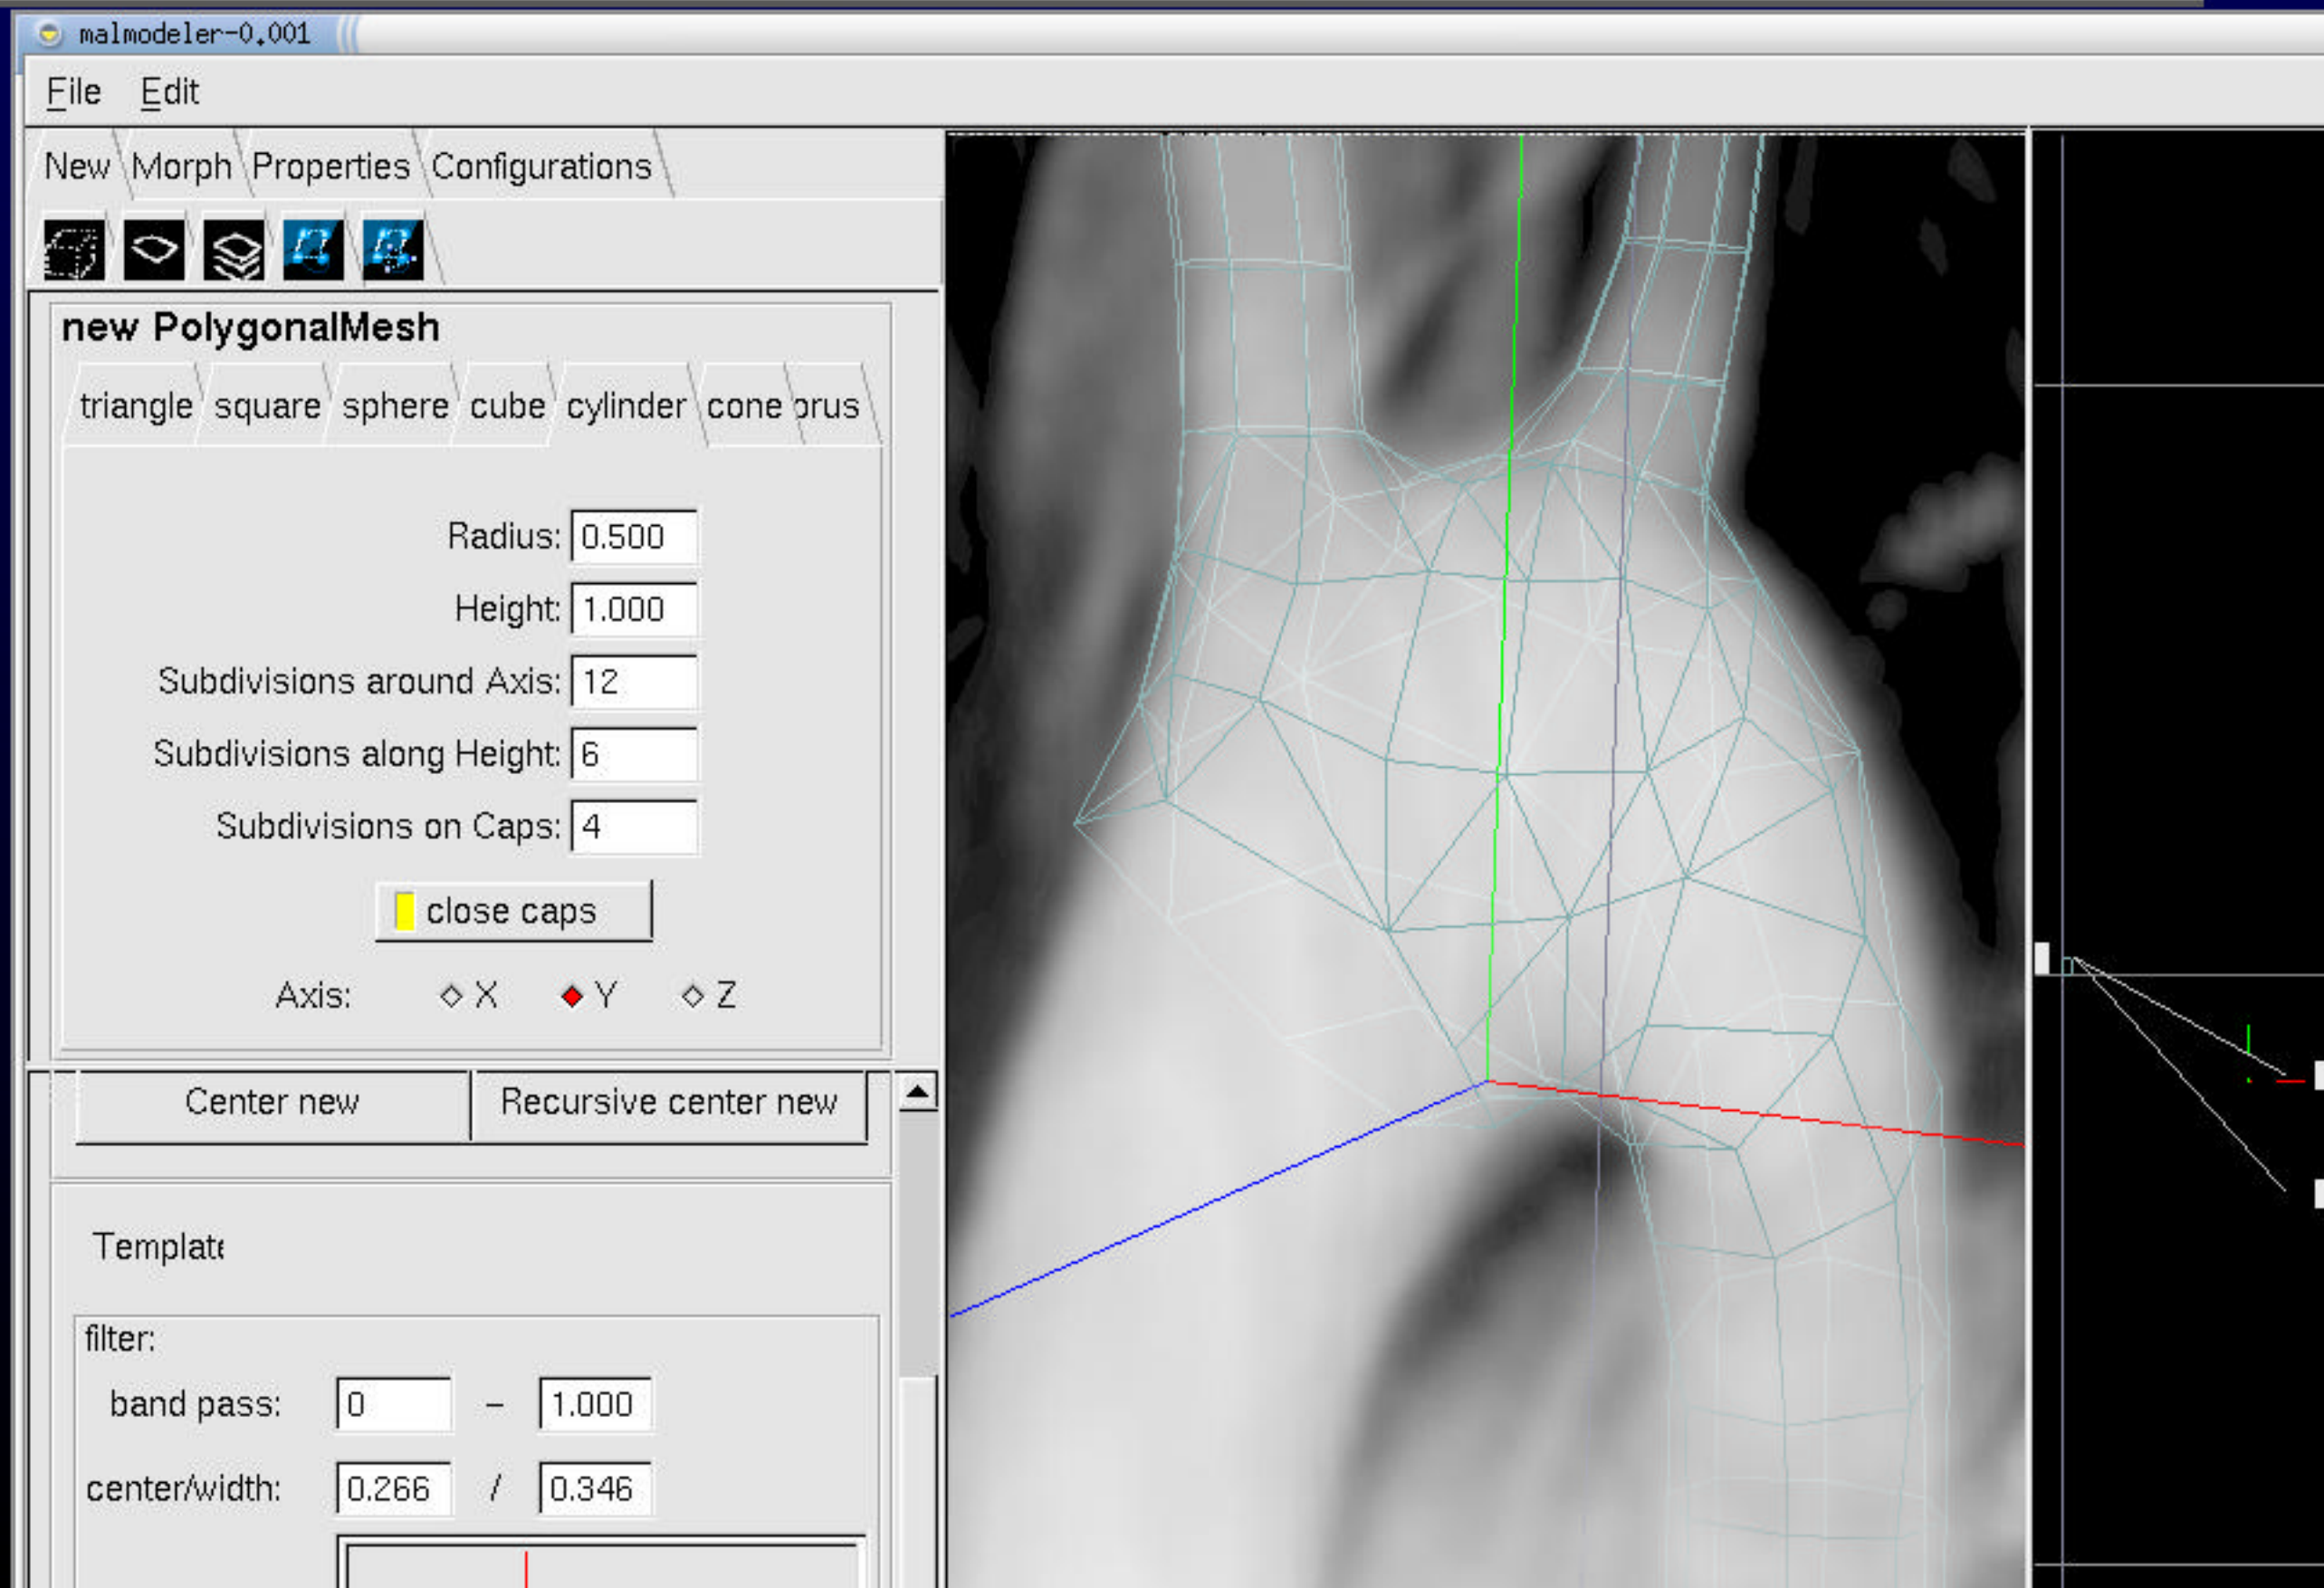 malmodeler-0.001
File Edit
New Morph Properties Configurations
new PolygonalMesh
triangle square sphere cube cylinder cone orus
Radius: 0.500
Height: 1.000
Subdivisions around Axis: 12
Subdivisions along Height: 6
Subdivisions on Caps: 4
close caps
Axis: X Y Z
Center new Recursive center new
Template
filter:
band pass: 0 - 1.000
center/width: 0.266 / 0.346